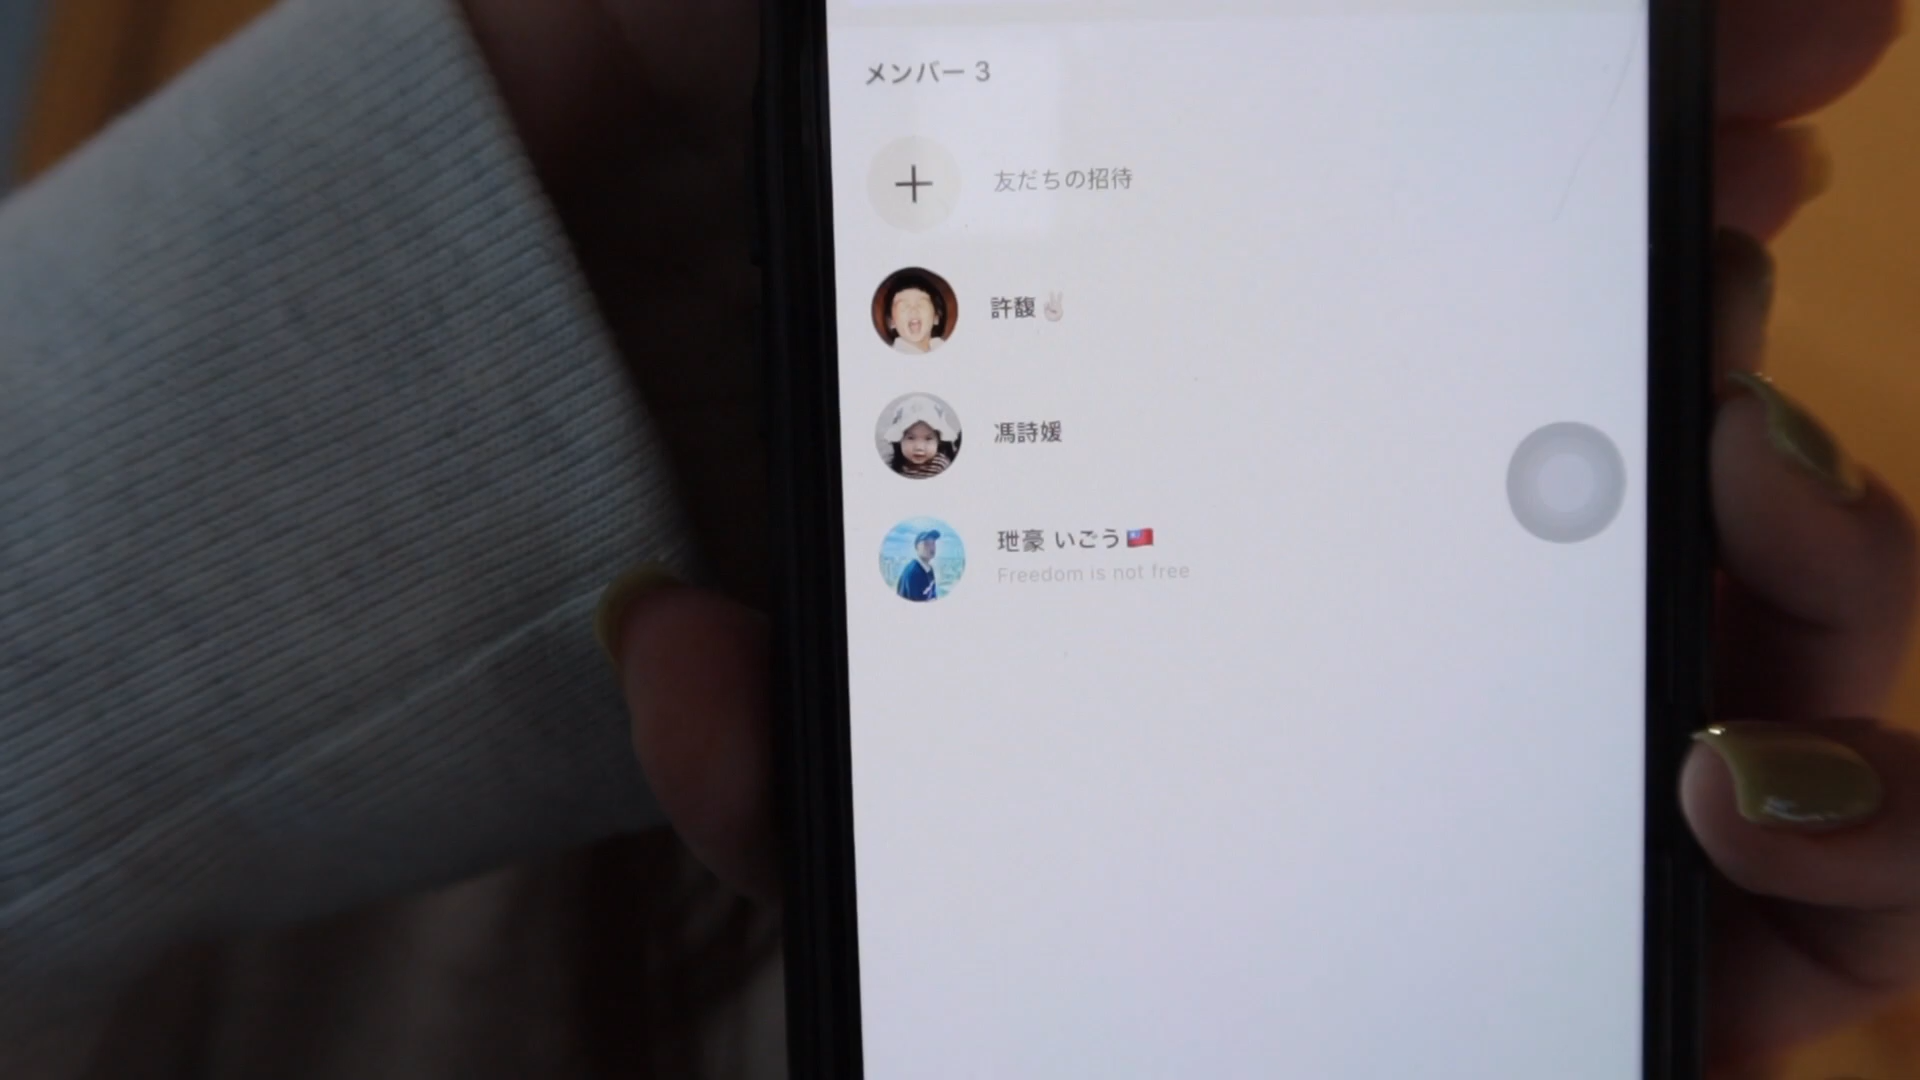 メンバー 3
友だちの招待
許馥✌🏻
馮詩媛
玴豪 いごう🇹🇼
Freedom is not free